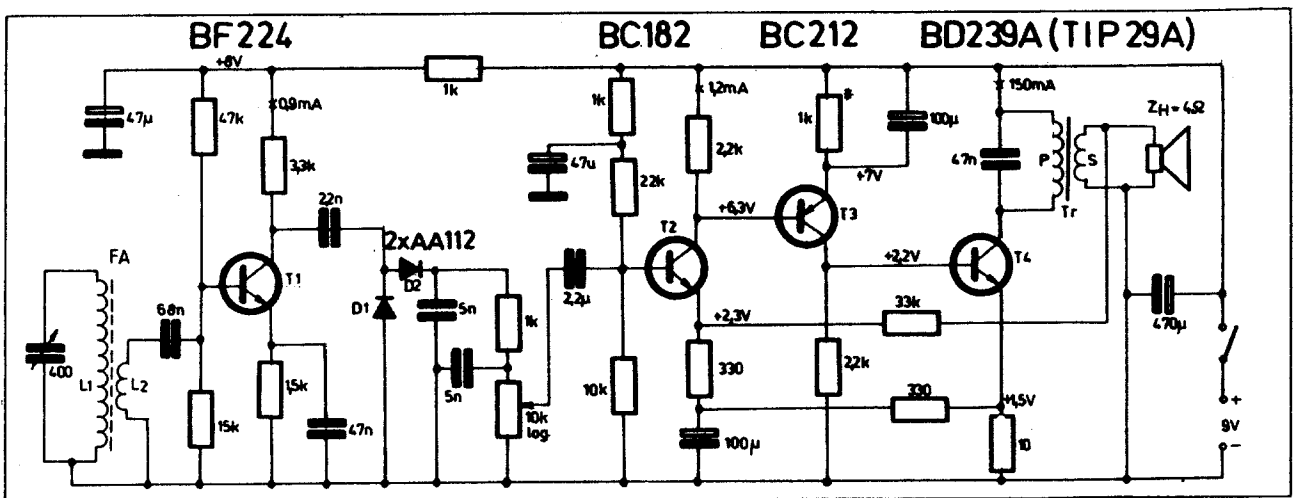 BF224 BC182 BC212 BD239A (TIP 29A)
+8V
1k
47µ
47k
0,9mA
3,3k
1k
47u
22k
1,2mA
2,2k
1k *
100µ
+7V
150mA
47n
P S
Tr
ZH = 4Ω
22n
2xAA112
D2
D1
T1
T2
+6,3V
T3
+2,2V
T4
FA
400
L1
L2
68n
15k
1,5k
47n
5n
5n
1k
10k
log.
2,2µ
10k
+2,3V
330
100µ
33k
2,2k
330
+1,5V
10
470µ
+
9V
-